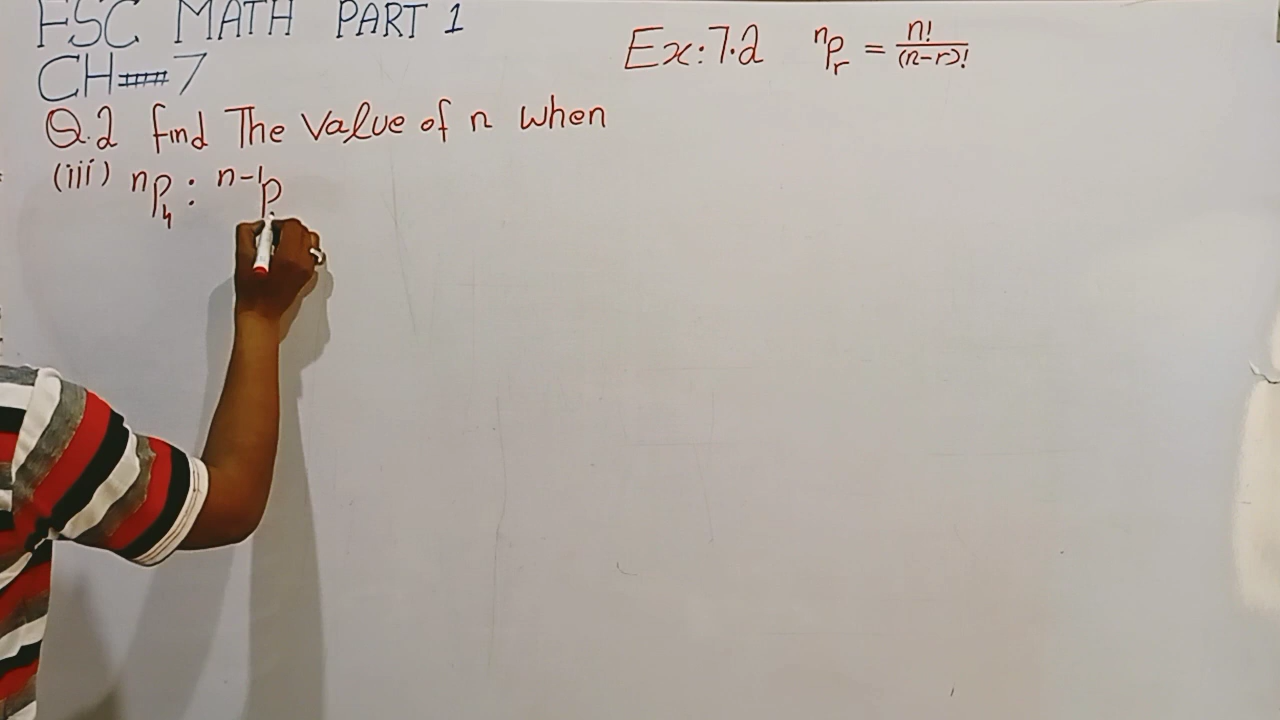 FSC MATH PART 1
CH 7
Ex: 7.2 ⁿPᵣ = n!/(n-r)!
Q.2 find The Value of n when
(iii) ⁿP₄ : ⁿ⁻¹P